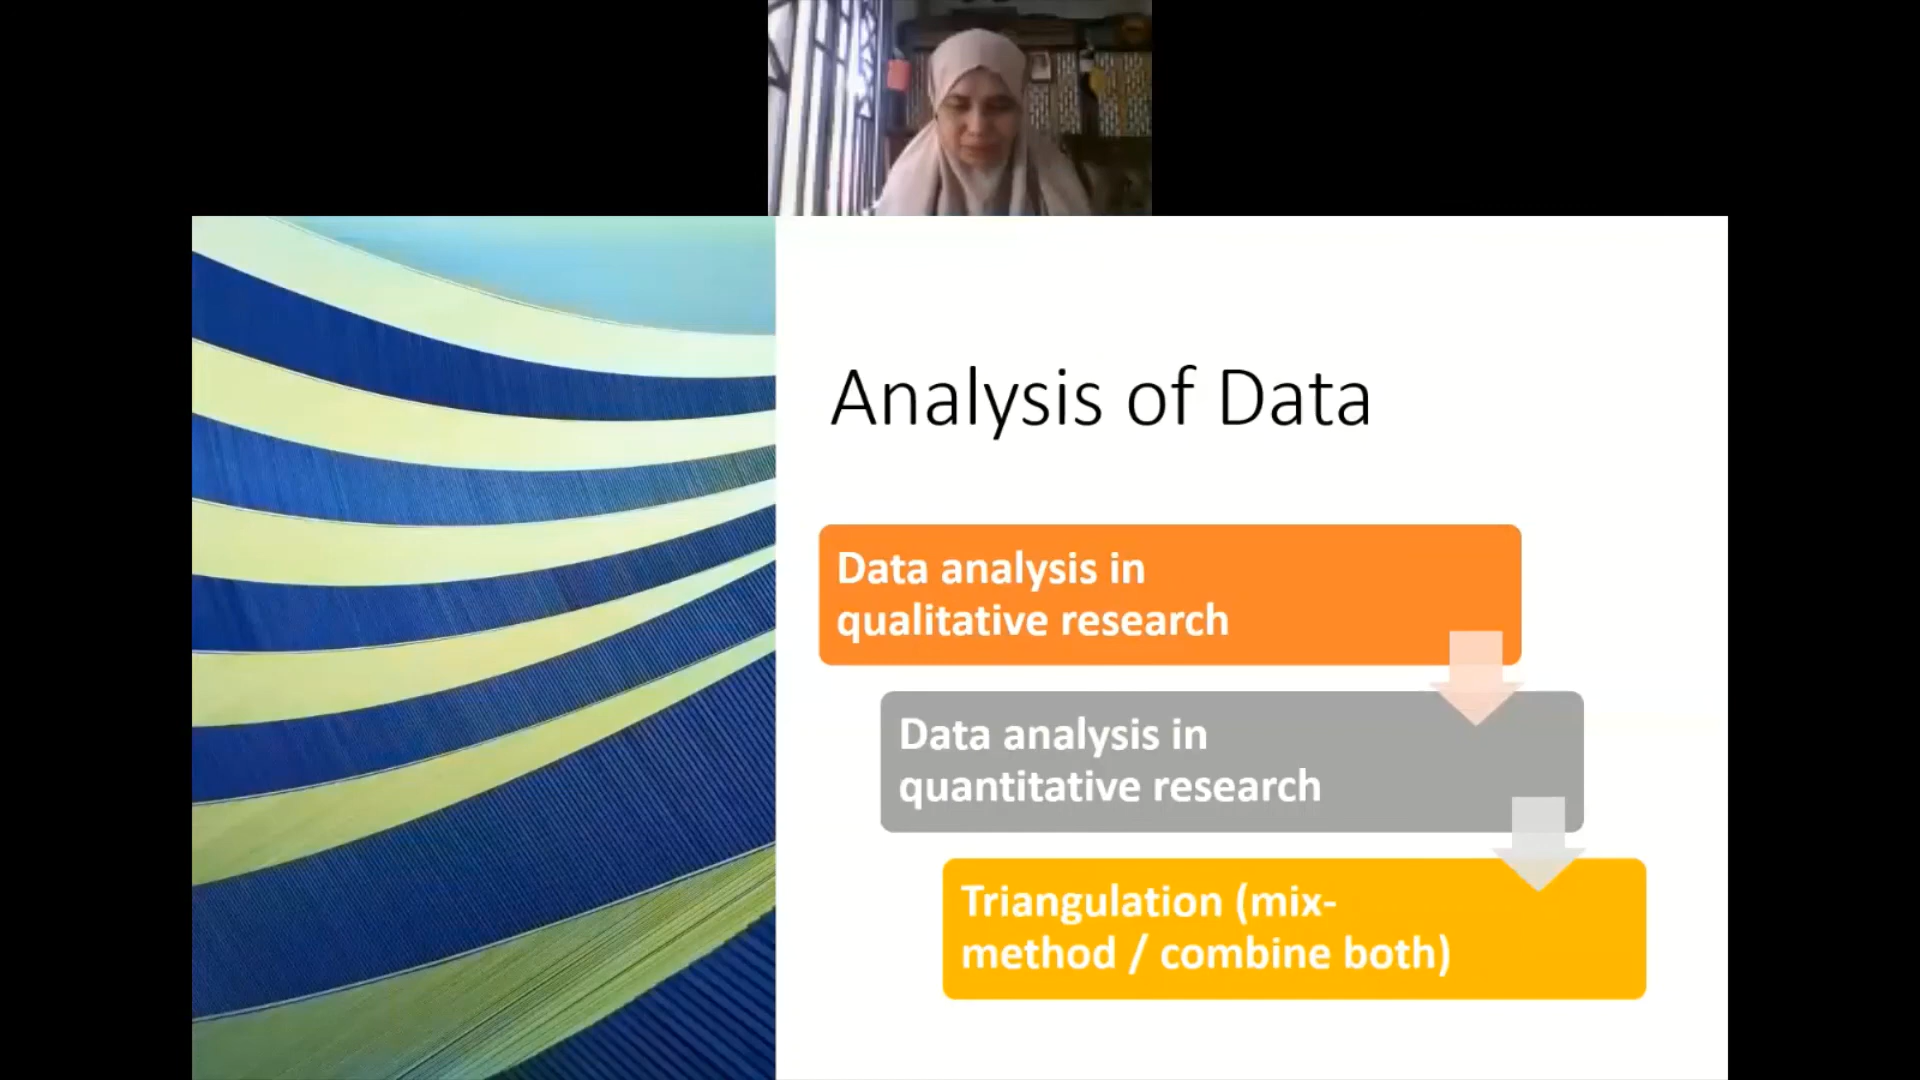 Analysis of Data
Data analysis in
qualitative research
Data analysis in
quantitative research
Triangulation (mix-
method / combine both)